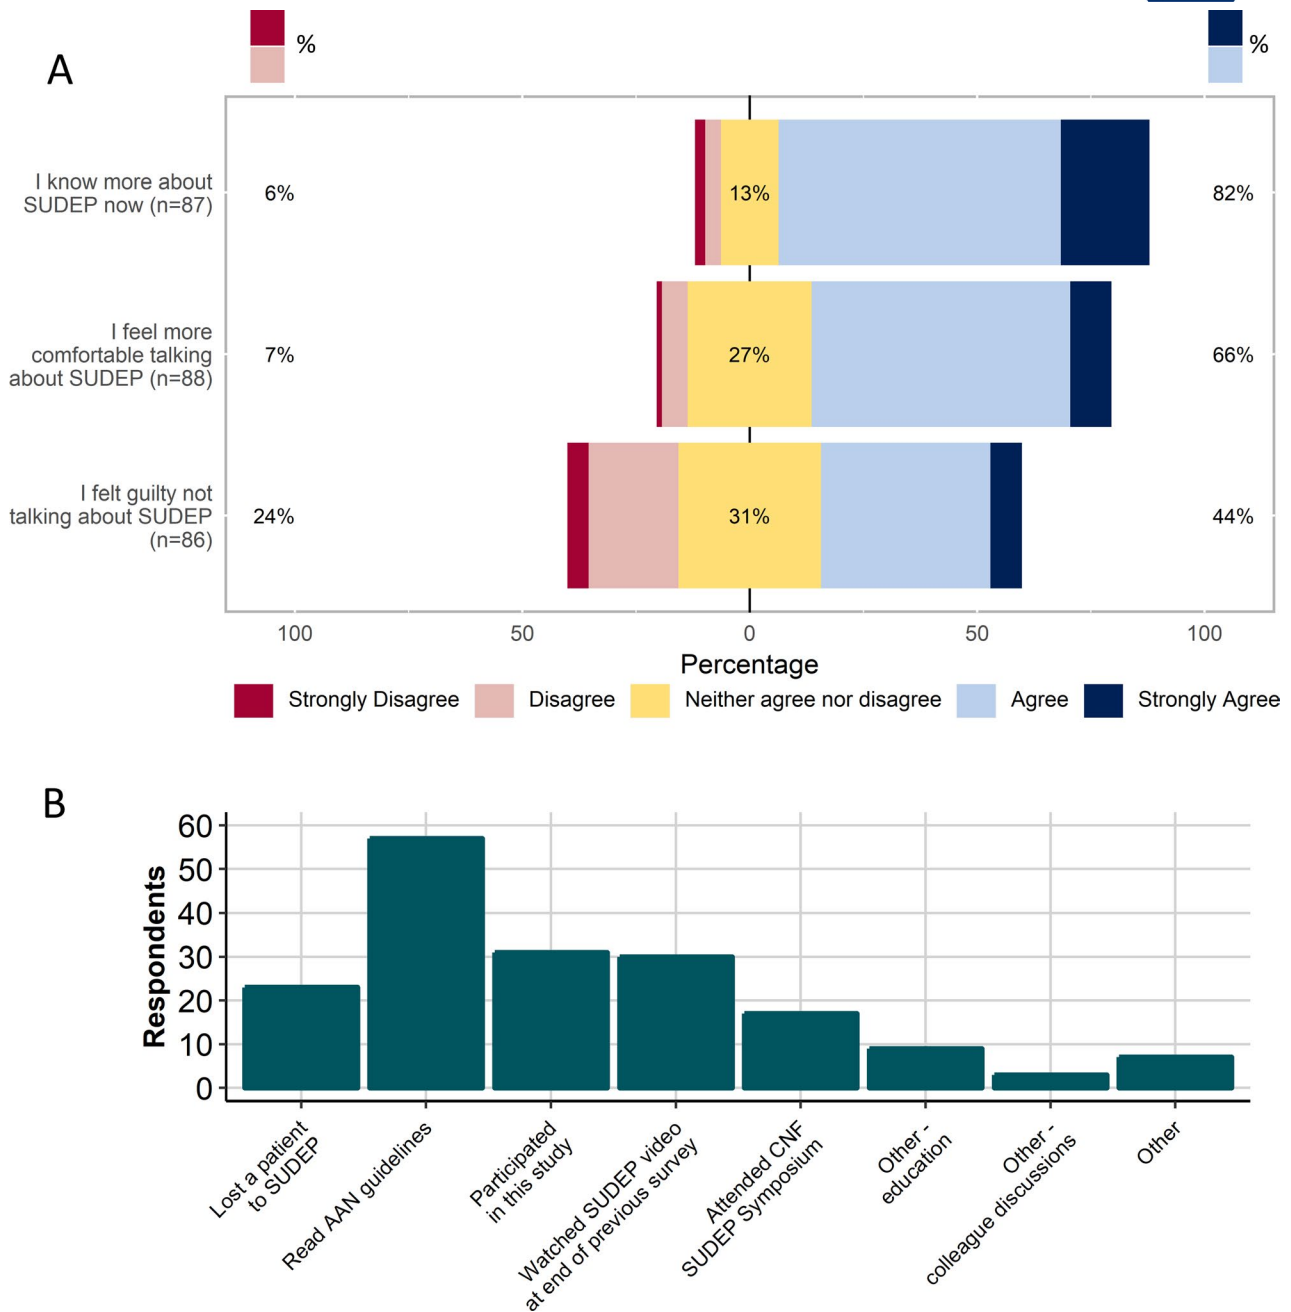 %
%
A
I know more about
SUDEP now (n=87)
6%
13%
82%
I feel more
comfortable talking
about SUDEP (n=88)
7%
27%
66%
I felt guilty not
talking about SUDEP
(n=86)
24%
31%
44%
100
50
0
50
100
Percentage
Strongly Disagree
Disagree
Neither agree nor disagree
Agree
Strongly Agree
B
Respondents
60
50
40
30
20
10
0
Lost a patient
to SUDEP
Read AAN guidelines
Participated
in this study
Watched SUDEP video
at end of previous survey
Attended CNF
SUDEP Symposium
Other -
education
Other -
colleague discussions
Other